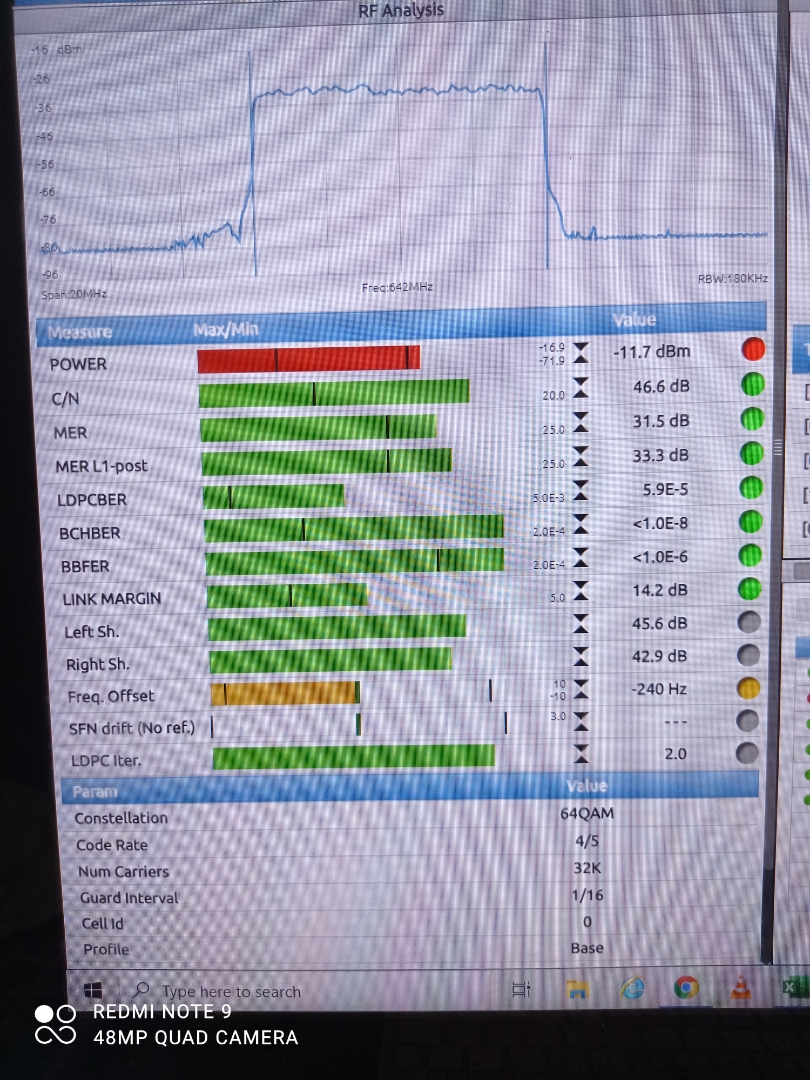 RF Analysis
-16 dBm
-26
-36
-46
-56
-66
-76
-96
Span:20MHz Freq:642MHz RBW:180KHz
Measure Max/Min Value
POWER -16.9 -71.9 -11.7 dBm
C/N 20.0 46.6 dB
MER 25.0 31.5 dB
MER L1-post 25.0 33.3 dB
LDPCBER 5.0E-3 5.9E-5
BCHBER 2.0E-4 <1.0E-8
BBFER 2.0E-4 <1.0E-6
LINK MARGIN 5.0 14.2 dB
Left Sh. 45.6 dB
Right Sh. 42.9 dB
Freq. Offset 10 -10 -240 Hz
SFN drift (No ref.) 3.0 ---
LDPC Iter. 2.0
Param Value
Constellation 64QAM
Code Rate 4/5
Num Carriers 32K
Guard Interval 1/16
Cell Id 0
Profile Base
Type here to search
REDMI NOTE 9
48MP QUAD CAMERA